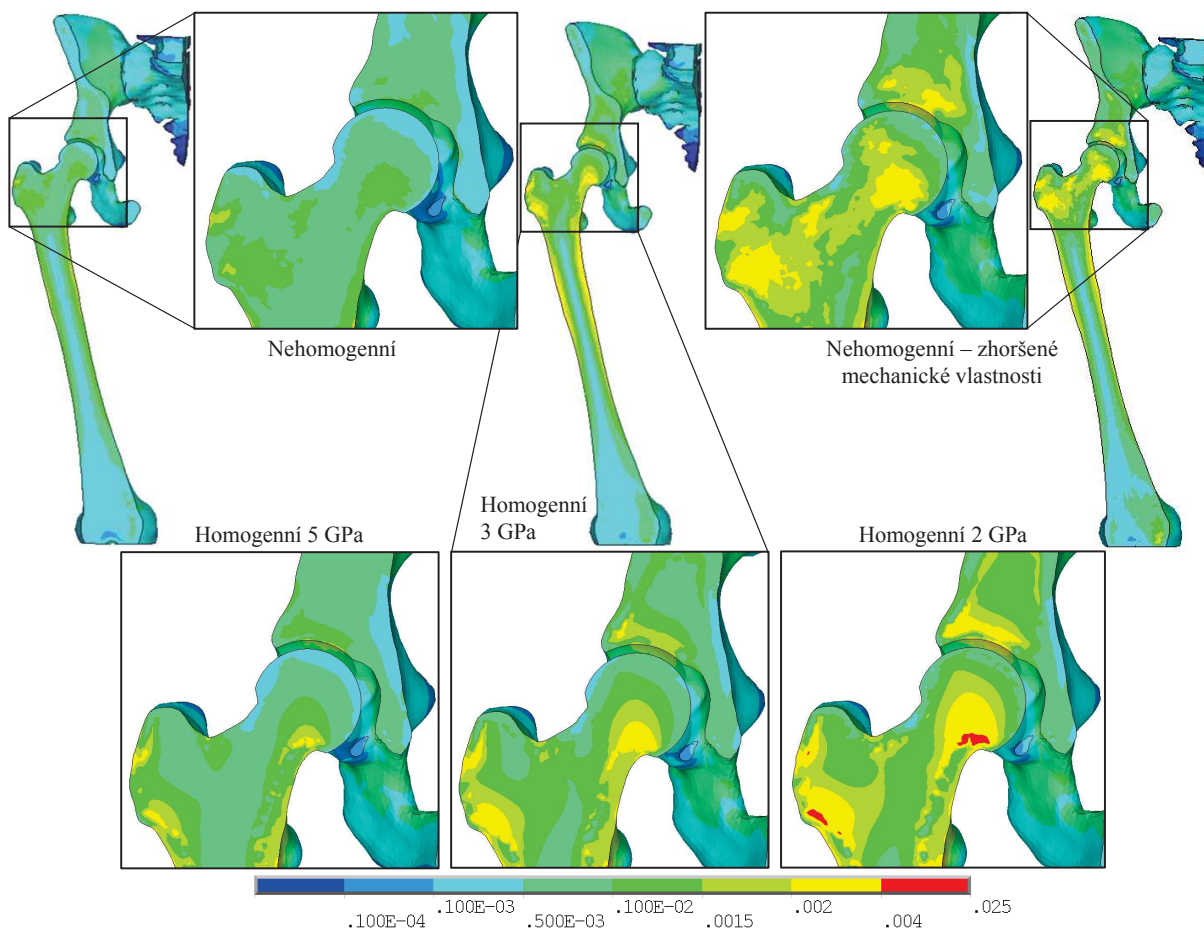 Nehomogenní
Nehomogenní – zhoršené
mechanické vlastnosti
Homogenní 5 GPa
Homogenní
3 GPa
Homogenní 2 GPa
.100E-04
.100E-03
.500E-03
.100E-02
.0015
.002
.004
.025